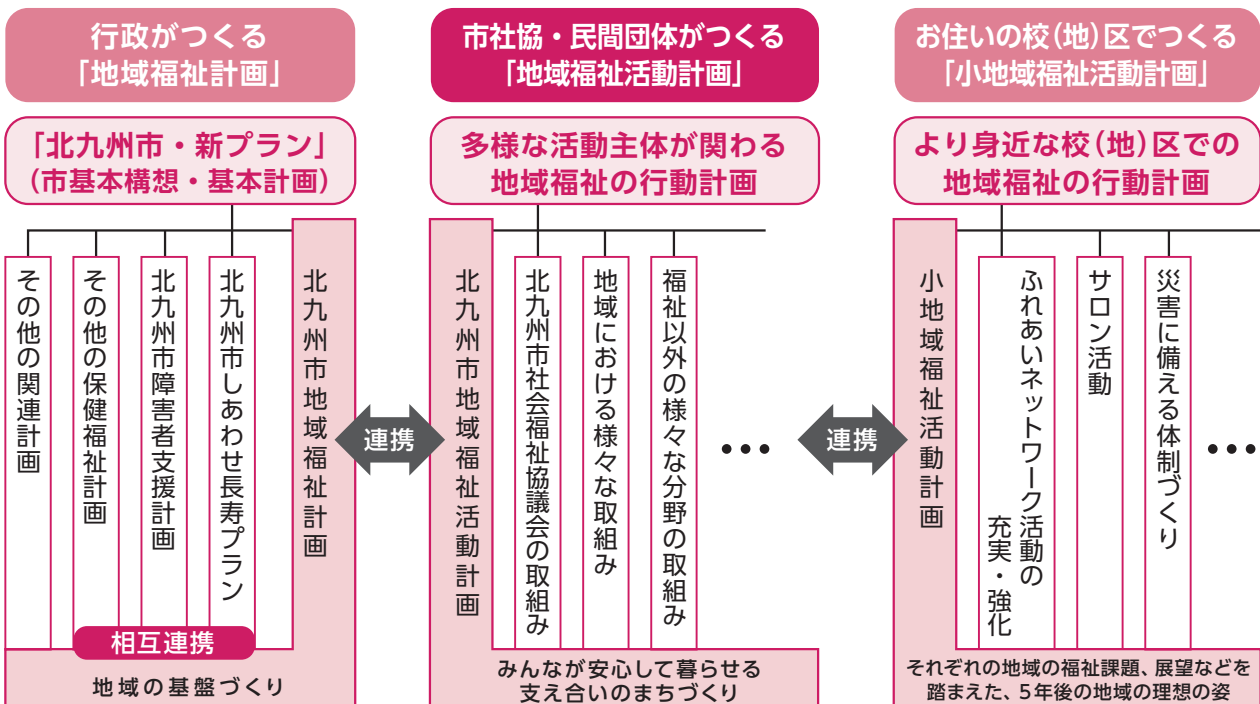 行政がつくる
「地域福祉計画」
「北九州市・新プラン」
（市基本構想・基本計画）
その他の関連計画
その他の保健福祉計画
北九州市障害者支援計画
北九州市しあわせ長寿プラン
北九州市地域福祉計画
相互連携
地域の基盤づくり
連携
市社協・民間団体がつくる
「地域福祉活動計画」
多様な活動主体が関わる
地域福祉の行動計画
北九州市地域福祉活動計画
北九州市社会福祉協議会の取組み
地域における様々な取組み
福祉以外の様々な分野の取組み
•••
みんなが安心して暮らせる
支え合いのまちづくり
連携
お住いの校（地）区でつくる
「小地域福祉活動計画」
より身近な校（地）区での
地域福祉の行動計画
小地域福祉活動計画
ふれあいネットワーク活動の
充実・強化
サロン活動
災害に備える体制づくり
•••
それぞれの地域の福祉課題、展望などを
踏まえた、5年後の地域の理想の姿